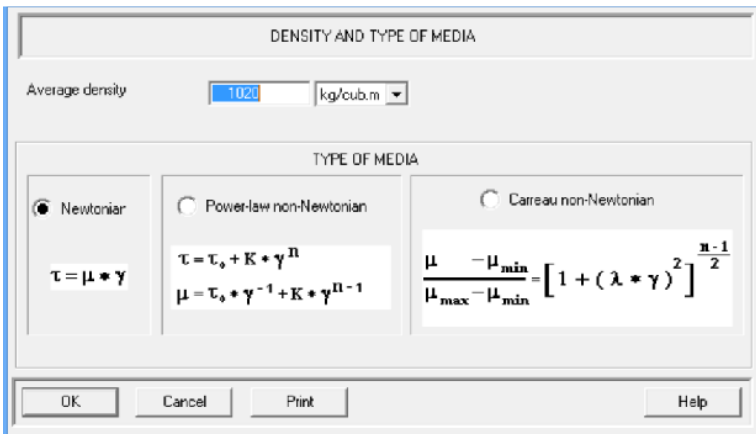 DENSITY AND TYPE OF MEDIA
Average density 1020 kg/cub.m
TYPE OF MEDIA
Newtonian
τ = μ * γ
Power-law non-Newtonian
τ = τ₀ + K * γⁿ
μ = τ₀ * γ⁻¹ + K * γⁿ⁻¹
Carreau non-Newtonian
(μ - μmin) / (μmax - μmin) = [1 + (λ * γ)²]^((n-1)/2)
OK Cancel Print Help